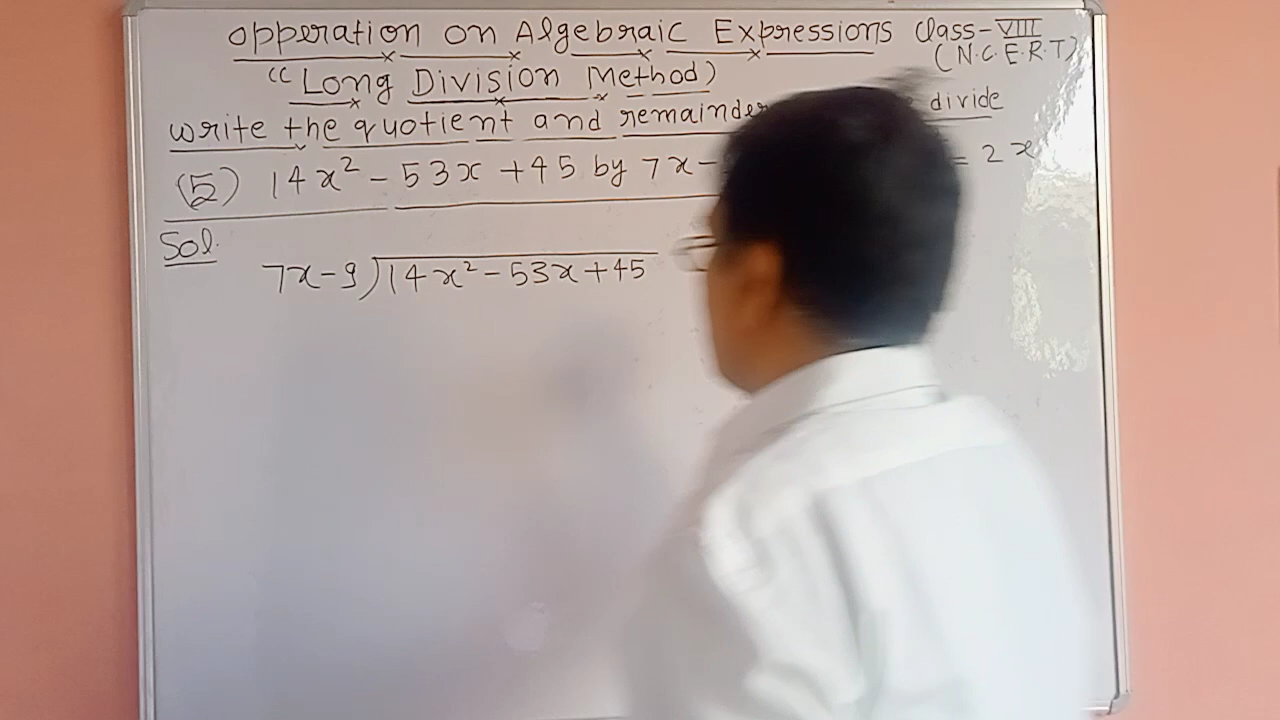 Opperation on Algebraic Expressions Class-VIII
(N.C.E.R.T)
(Long Division Method)
write the quotient and remainder divide
(5) 14x² - 53x + 45 by 7x- = 2x
Sol.
7x-9)14x²-53x+45